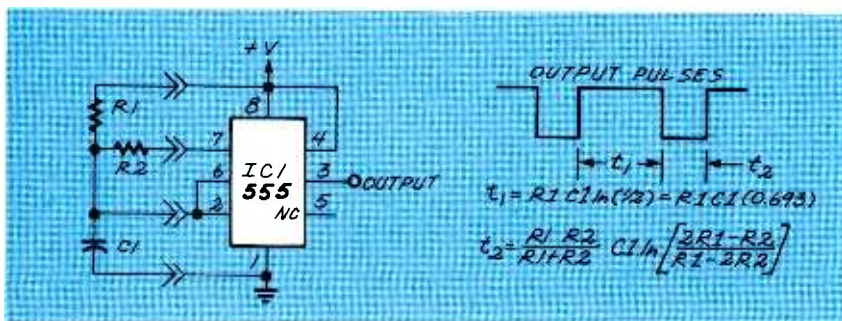 +V
R1
R2
C1
8
7
4
6
IC1
3
OUTPUT
555
2
NC
5
1
OUTPUT PULSES
t1
t2
t1 = R1 C1 ln(1/2) = R1 C1 (0.693)
t2 = R1 R2 / R1+R2 C1 ln [2R1-R2 / R1-2R2]